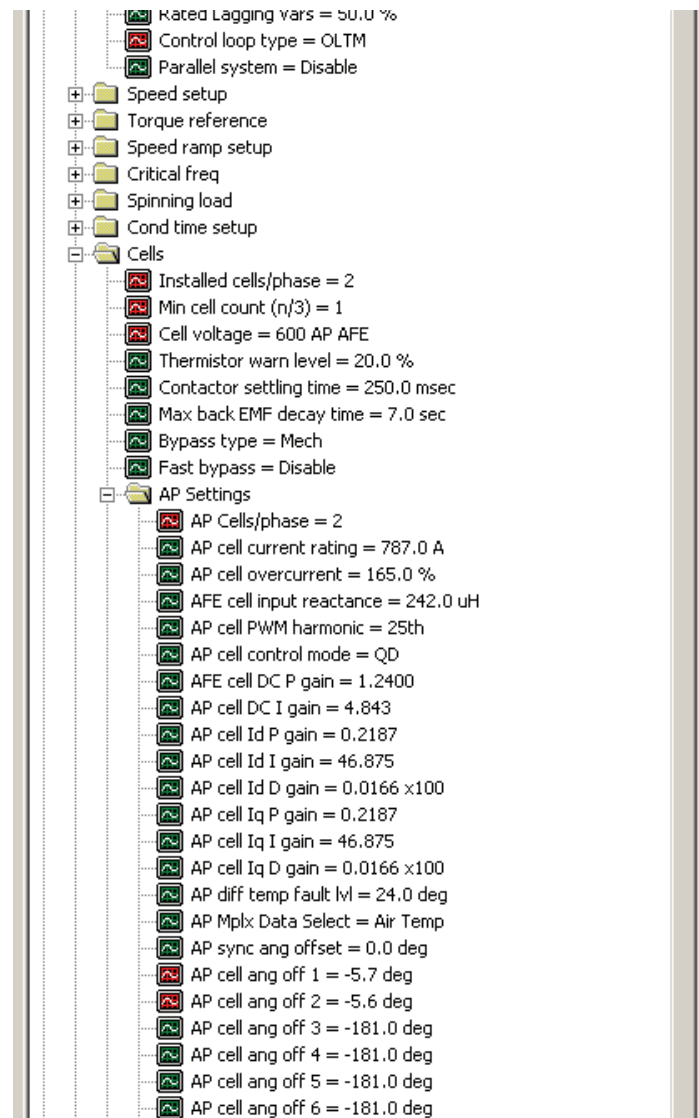 Rated Lagging Vars = 50.0 %
Control loop type = OLTM
Parallel system = Disable
Speed setup
Torque reference
Speed ramp setup
Critical freq
Spinning load
Cond time setup
Cells
Installed cells/phase = 2
Min cell count (n/3) = 1
Cell voltage = 600 AP AFE
Thermistor warn level = 20.0 %
Contactor settling time = 250.0 msec
Max back EMF decay time = 7.0 sec
Bypass type = Mech
Fast bypass = Disable
AP Settings
AP Cells/phase = 2
AP cell current rating = 787.0 A
AP cell overcurrent = 165.0 %
AFE cell input reactance = 242.0 uH
AP cell PWM harmonic = 25th
AP cell control mode = QD
AFE cell DC P gain = 1.2400
AP cell DC I gain = 4.843
AP cell Id P gain = 0.2187
AP cell Id I gain = 46.875
AP cell Id D gain = 0.0166 x100
AP cell Iq P gain = 0.2187
AP cell Iq I gain = 46.875
AP cell Iq D gain = 0.0166 x100
AP diff temp fault lvl = 24.0 deg
AP Mplx Data Select = Air Temp
AP sync ang offset = 0.0 deg
AP cell ang off 1 = -5.7 deg
AP cell ang off 2 = -5.6 deg
AP cell ang off 3 = -181.0 deg
AP cell ang off 4 = -181.0 deg
AP cell ang off 5 = -181.0 deg
AP cell ang off 6 = -181.0 deg